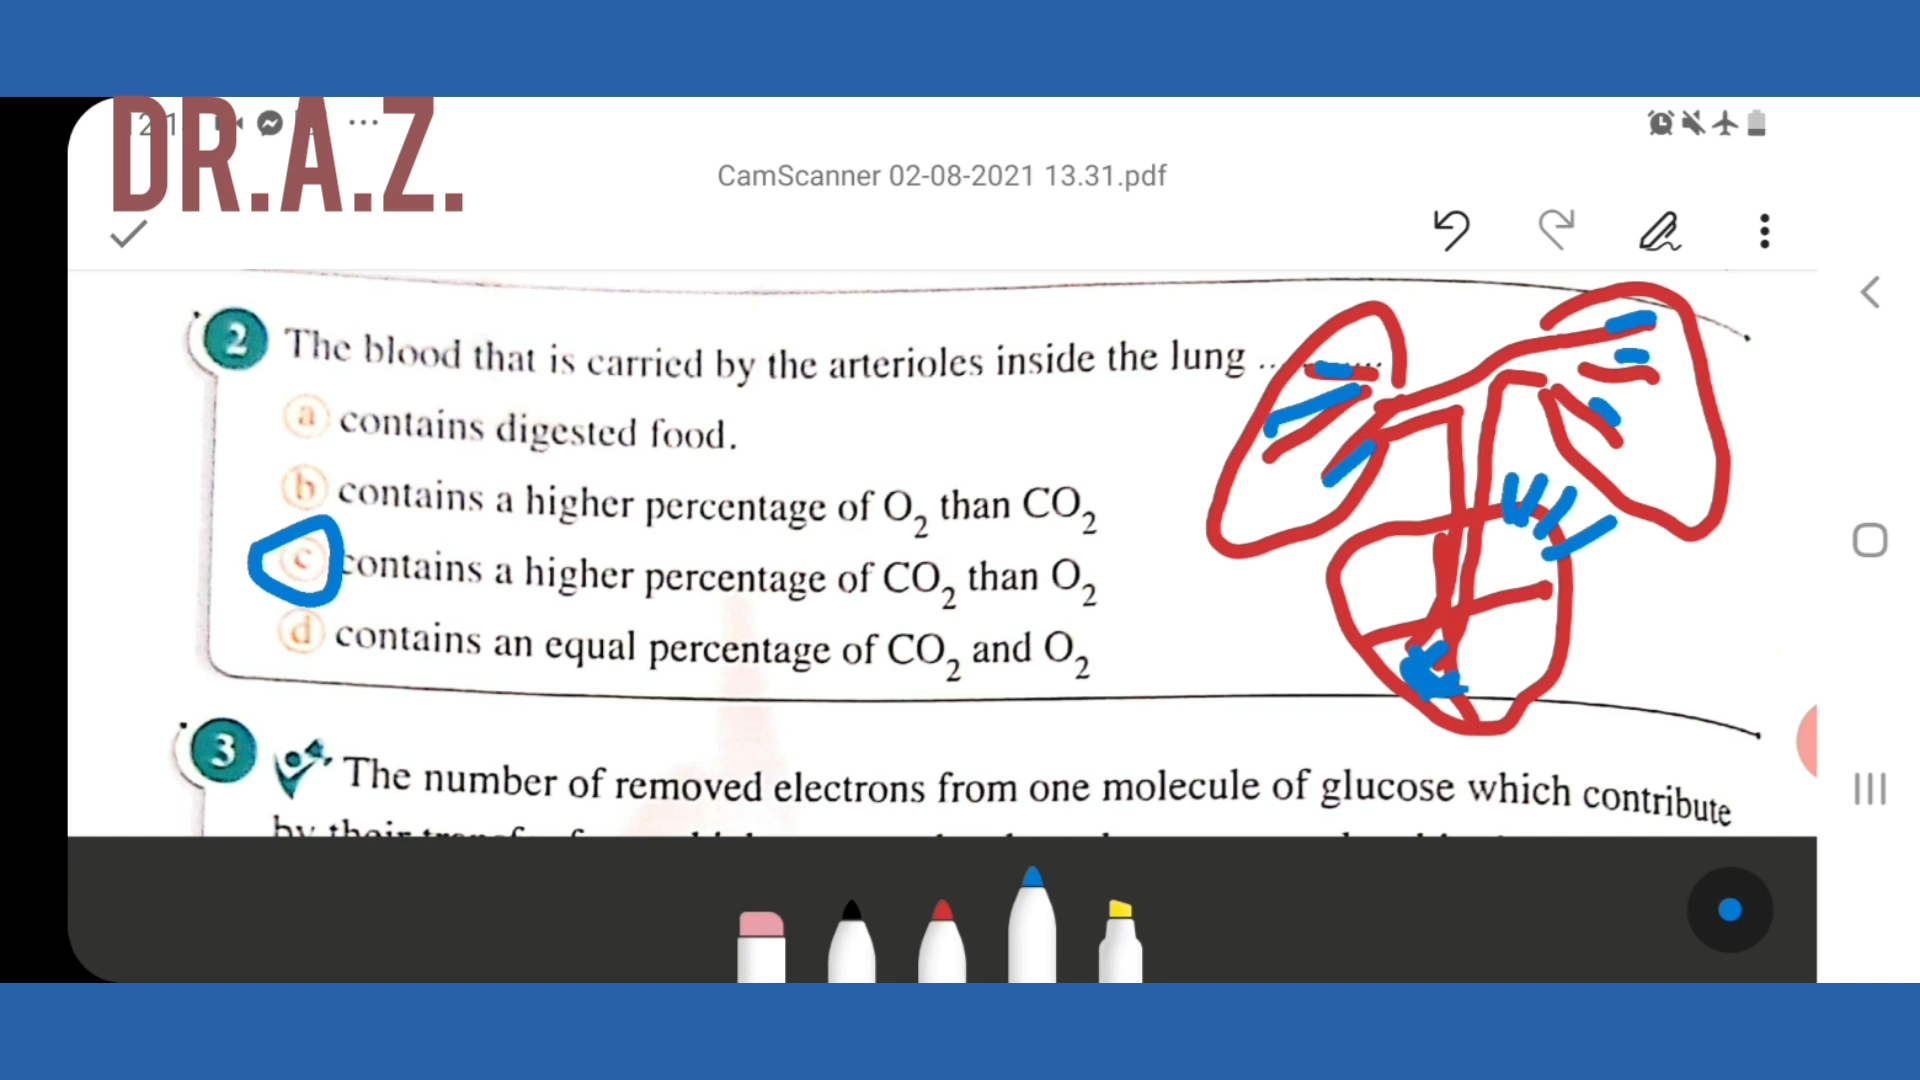 DR.A.Z.
CamScanner 02-08-2021 13.31.pdf
2 The blood that is carried by the arterioles inside the lung ............
a contains digested food.
b contains a higher percentage of O₂ than CO₂
c contains a higher percentage of CO₂ than O₂
d contains an equal percentage of CO₂ and O₂
3 The number of removed electrons from one molecule of glucose which contribute
by their